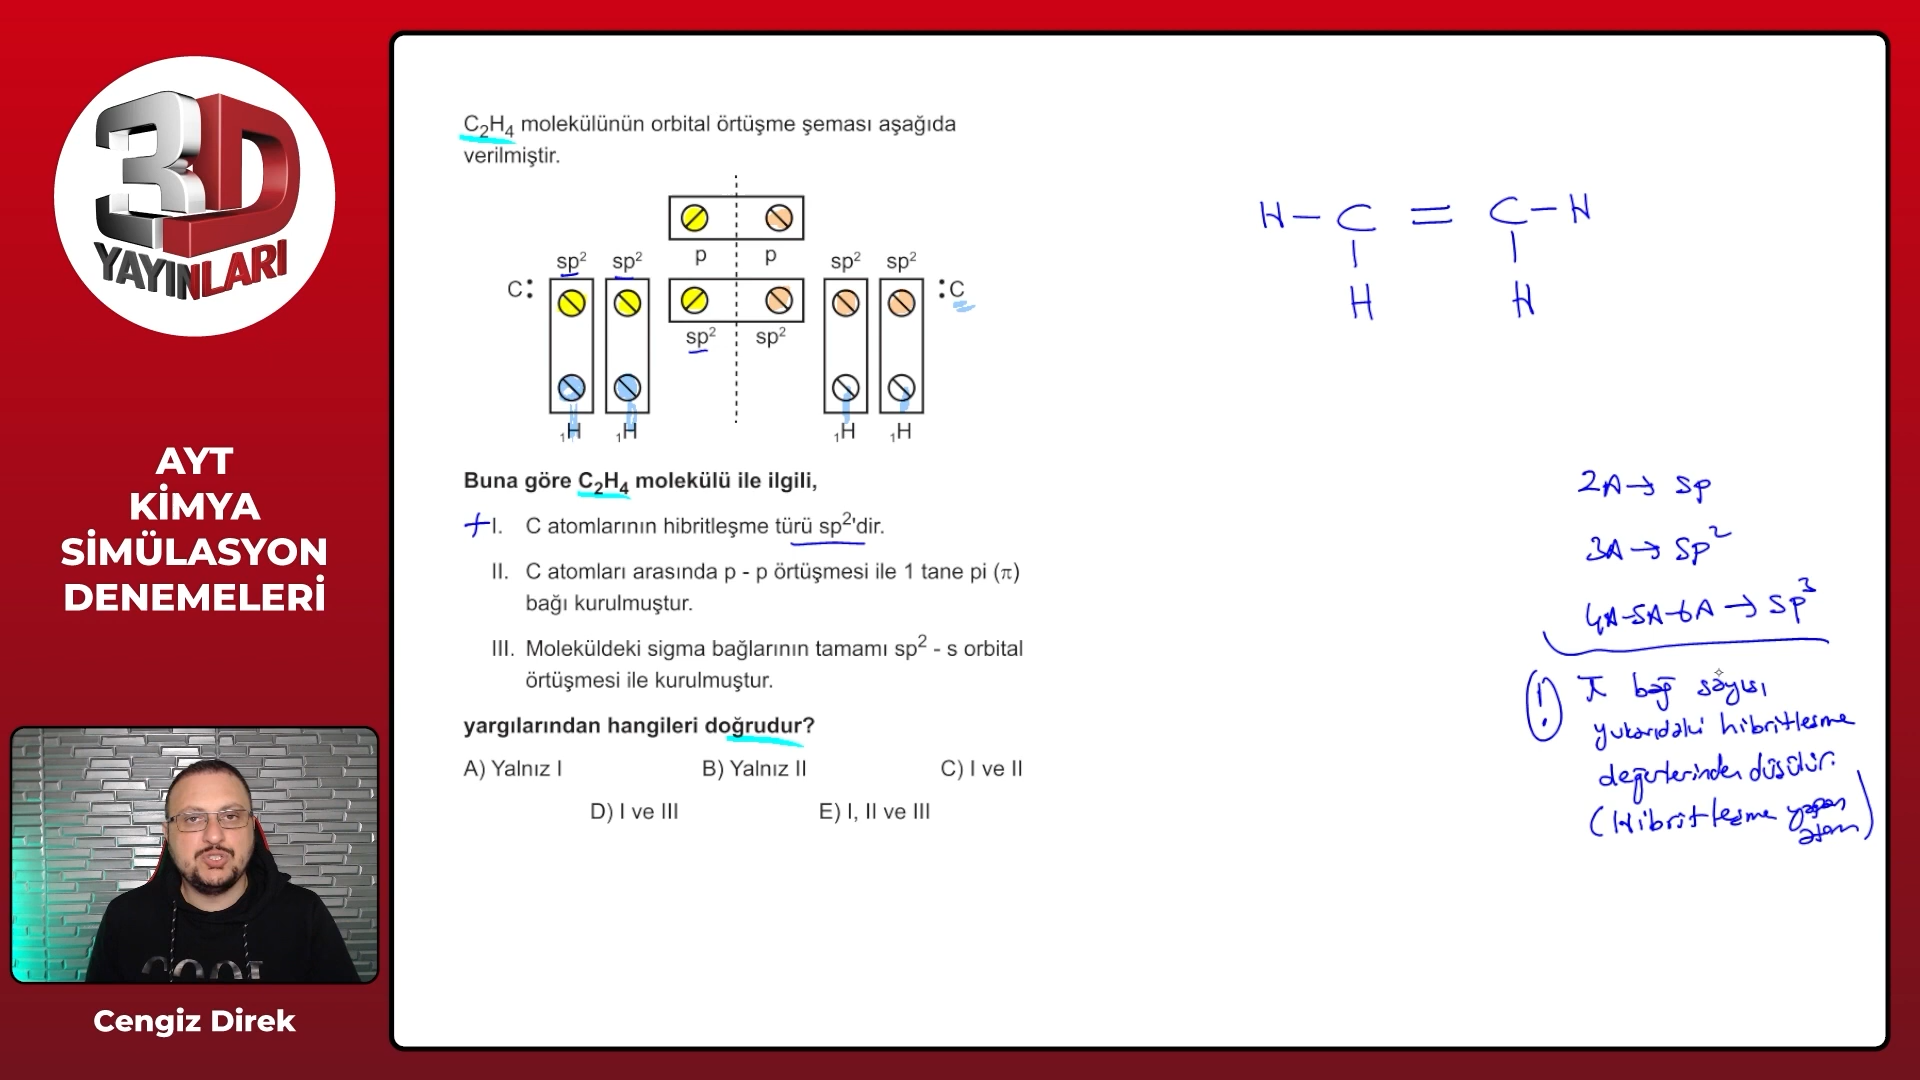 3D
YAYINLARI
AYT
KİMYA
SİMÜLASYON
DENEMELERİ
Cengiz Direk
C₂H₄ molekülünün orbital örtüşme şeması aşağıda
verilmiştir.
p p
sp² sp² sp² sp²
C: :C
sp² sp²
₁H ₁H ₁H ₁H
Buna göre C₂H₄ molekülü ile ilgili,
+I. C atomlarının hibritleşme türü sp²'dir.
II. C atomları arasında p - p örtüşmesi ile 1 tane pi (π)
bağı kurulmuştur.
III. Moleküldeki sigma bağlarının tamamı sp² - s orbital
örtüşmesi ile kurulmuştur.
yargılarından hangileri doğrudur?
A) Yalnız I B) Yalnız II C) I ve II
D) I ve III E) I, II ve III
H – C = C – H
H H
2A → sp
3A → sp²
4A-5A-6A → sp³
(!) π bağ sayısı
yukarıdaki hibritleşme
değerlerinden düşülür.
(Hibritleşme yapan
atom)